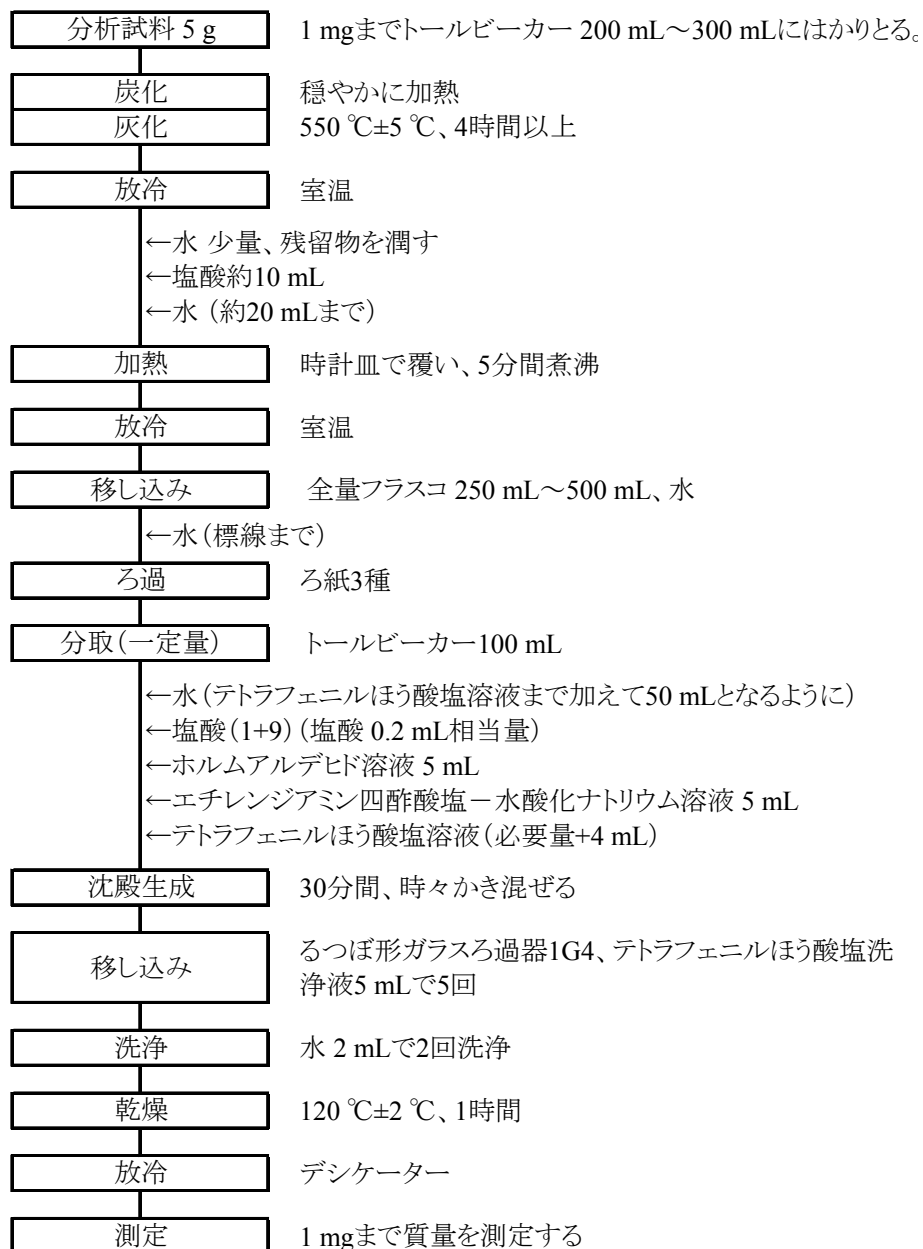 分析試料 5 g 1 mgまでトールビーカー 200 mL～300 mLにはかりとる。
炭化 穏やかに加熱
灰化 550 ℃±5 ℃、4時間以上
放冷 室温
←水 少量、残留物を潤す
←塩酸約10 mL
←水（約20 mLまで）
加熱 時計皿で覆い、5分間煮沸
放冷 室温
移し込み 全量フラスコ 250 mL～500 mL、水
←水（標線まで）
ろ過 ろ紙3種
分取（一定量） トールビーカー100 mL
←水（テトラフェニルほう酸塩溶液まで加えて50 mLとなるように）
←塩酸（1+9）（塩酸 0.2 mL相当量）
←ホルムアルデヒド溶液 5 mL
←エチレンジアミン四酢酸塩－水酸化ナトリウム溶液 5 mL
←テトラフェニルほう酸塩溶液（必要量+4 mL）
沈殿生成 30分間、時々かき混ぜる
移し込み るつぼ形ガラスろ過器1G4、テトラフェニルほう酸塩洗
浄液5 mLで5回
洗浄 水 2 mLで2回洗浄
乾燥 120 ℃±2 ℃、1時間
放冷 デシケーター
測定 1 mgまで質量を測定する